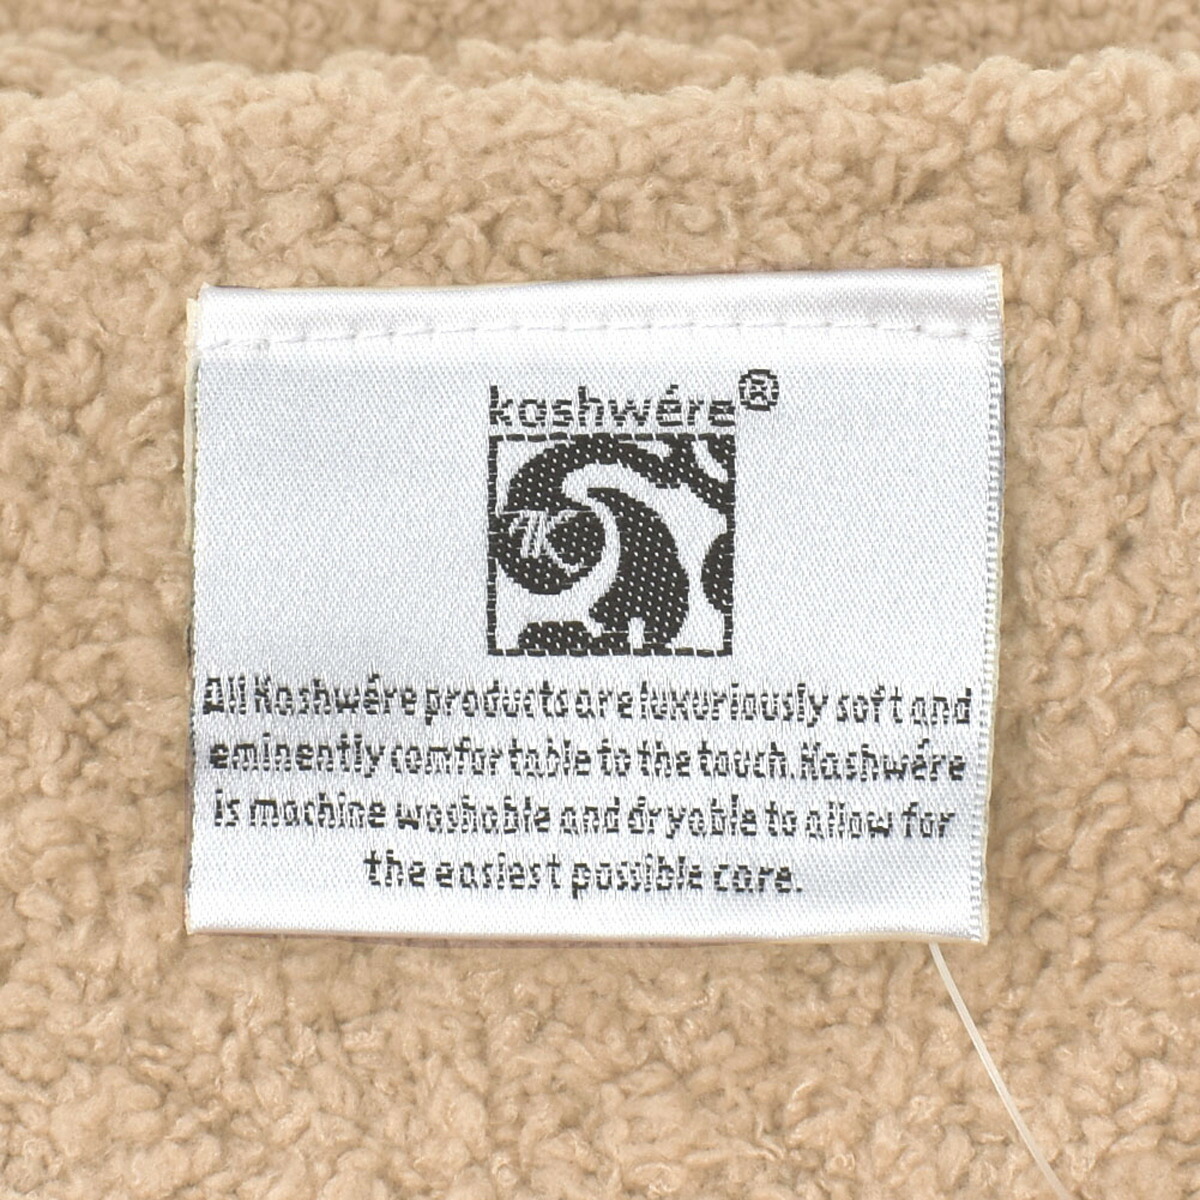 kashwére®
K
All Kashwére products are luxuriously soft and
eminently comfortable to the touch. Kashwére
is machine washable and dryable to allow for
the easiest possible care.